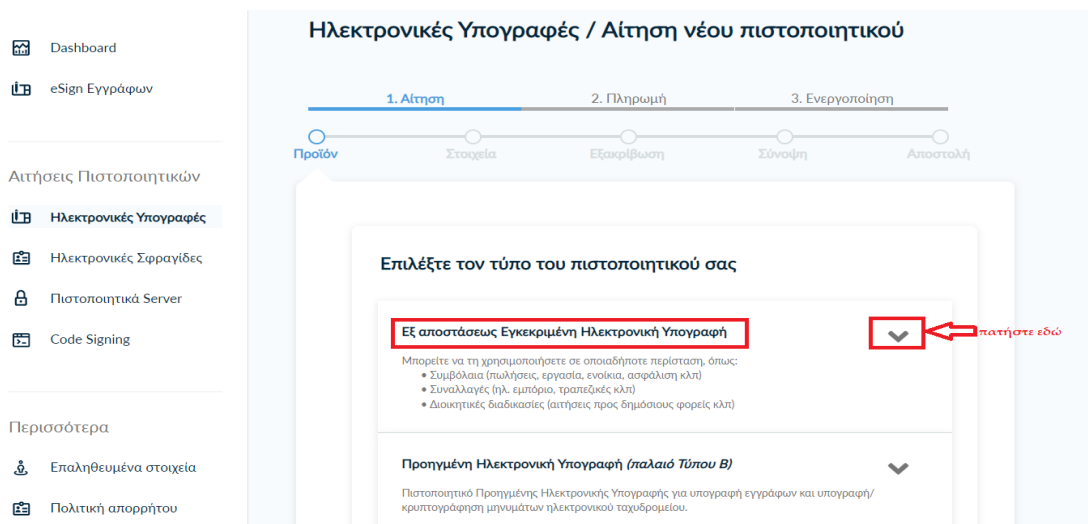 Ηλεκτρονικές Υπογραφές / Αίτηση νέου πιστοποιητικού
Dashboard
eSign Εγγράφων
Αιτήσεις Πιστοποιητικών
Ηλεκτρονικές Υπογραφές
Ηλεκτρονικές Σφραγίδες
Πιστοποιητικά Server
Code Signing
Περισσότερα
Επαληθευμένα στοιχεία
Πολιτική απορρήτου
1. Αίτηση 2. Πληρωμή 3. Ενεργοποίηση
Προϊόν Στοιχεία Εξακρίβωση Σύνοψη Αποστολή
Επιλέξτε τον τύπο του πιστοποιητικού σας
Εξ αποστάσεως Εγκεκριμένη Ηλεκτρονική Υπογραφή
πατήστε εδώ
Μπορείτε να τη χρησιμοποιήσετε σε οποιαδήποτε περίσταση, όπως:
• Συμβόλαια (πωλήσεις, εργασία, ενοίκια, ασφάλιση κλπ)
• Συναλλαγές (ηλ. εμπόριο, τραπεζικές κλπ)
• Διοικητικές διαδικασίες (αιτήσεις προς δημόσιους φορείς κλπ)
Προηγμένη Ηλεκτρονική Υπογραφή (παλαιό Τύπου Β)
Πιστοποιητικό Προηγμένης Ηλεκτρονικής Υπογραφής για υπογραφή εγγράφων και υπογραφή/
κρυπτογράφηση μηνυμάτων ηλεκτρονικού ταχυδρομείου.